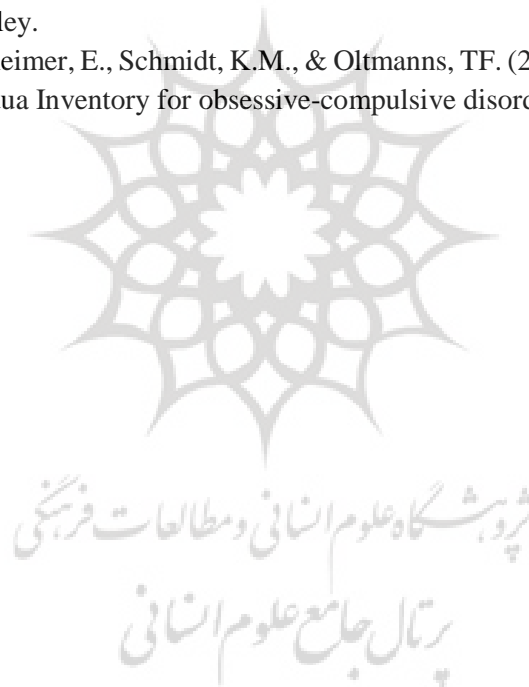 ley.
eimer, E., Schmidt, K.M., & Oltmanns, TF. (2
ua Inventory for obsessive-compulsive disord
پژوهشگاه علوم انسانی و مطالعات فرهنگی
پرتال جامع علوم انسانی